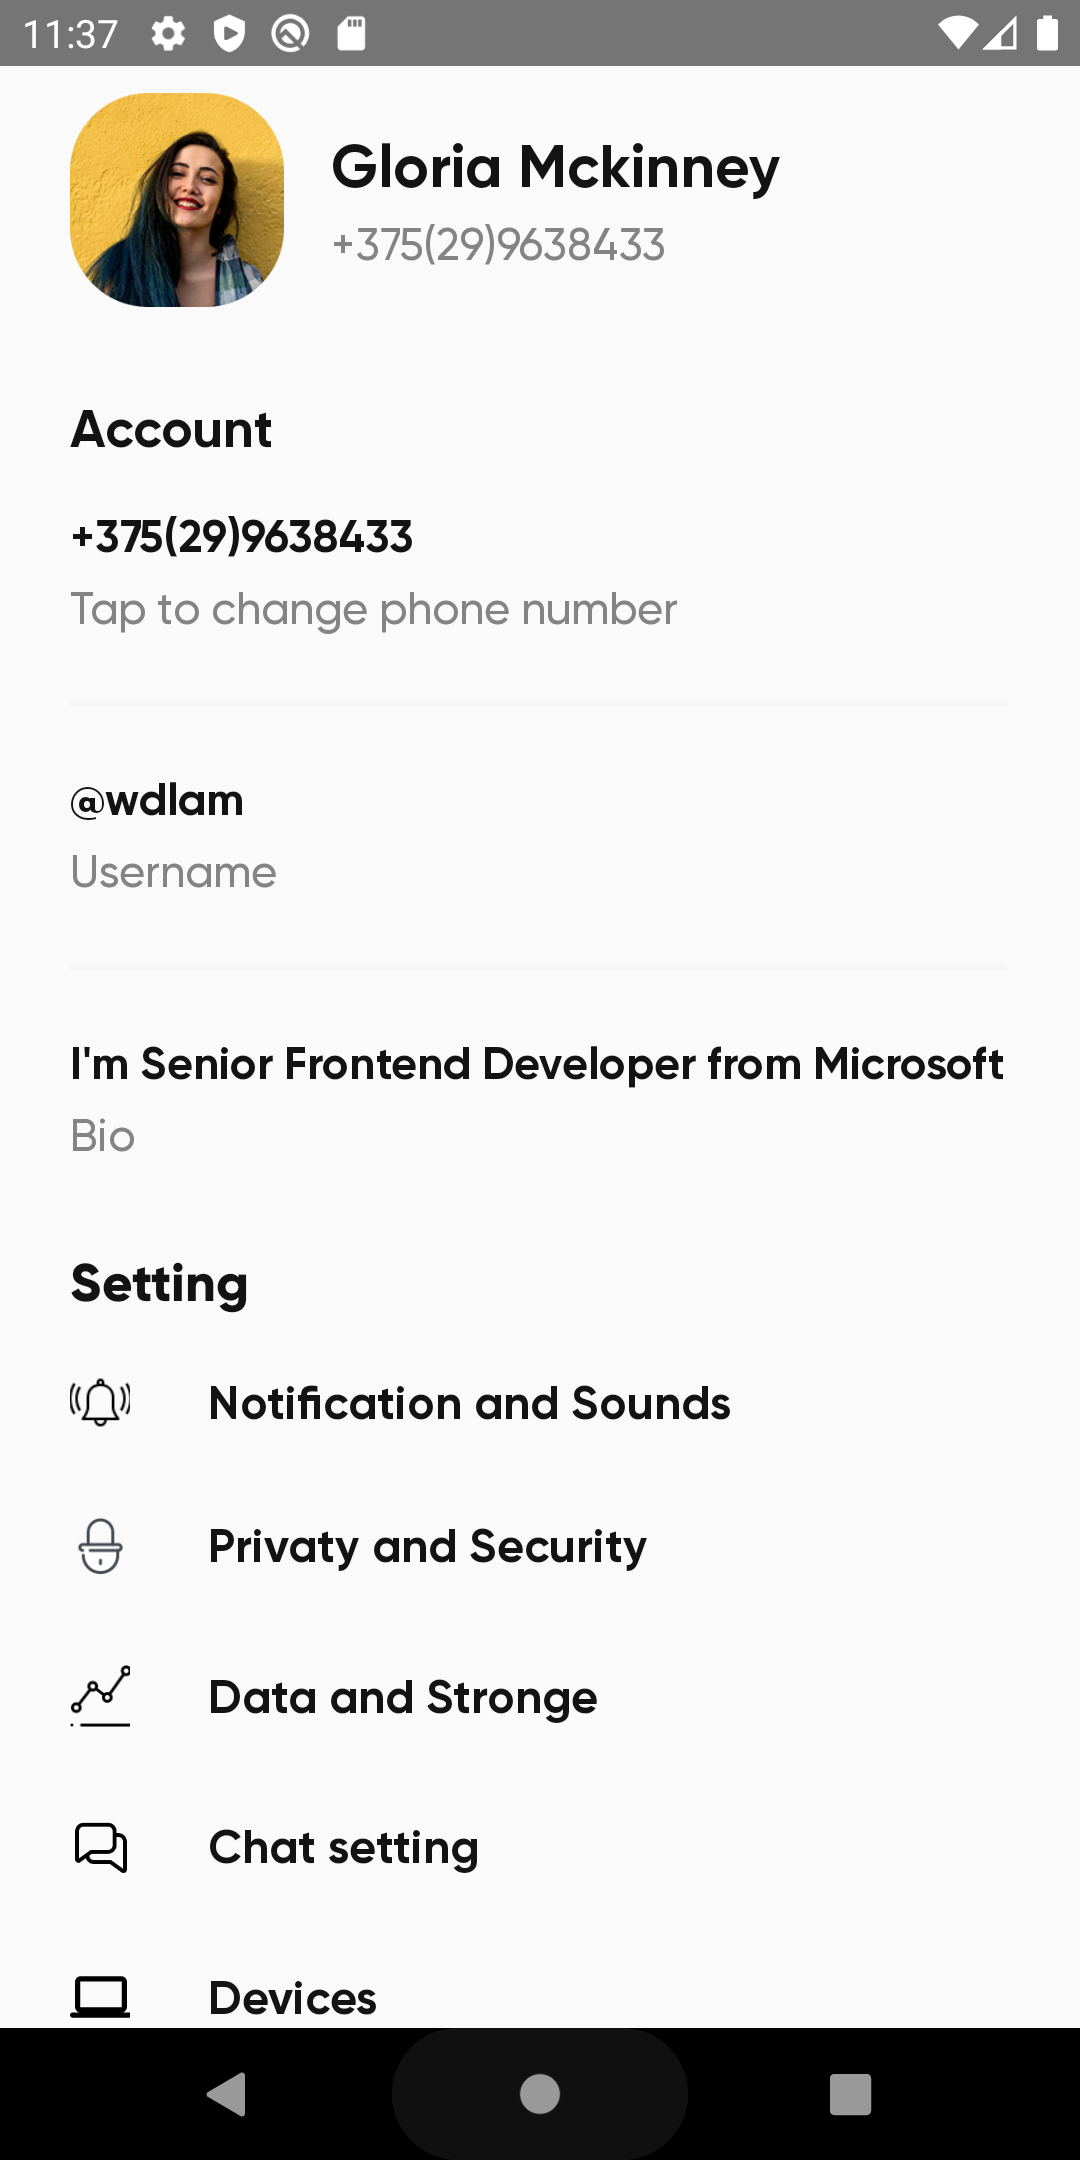 11:37
Gloria Mckinney
+375(29)9638433
Account
+375(29)9638433
Tap to change phone number
@wdlam
Username
I'm Senior Frontend Developer from Microsoft
Bio
Setting
Notification and Sounds
Privaty and Security
Data and Stronge
Chat setting
Devices